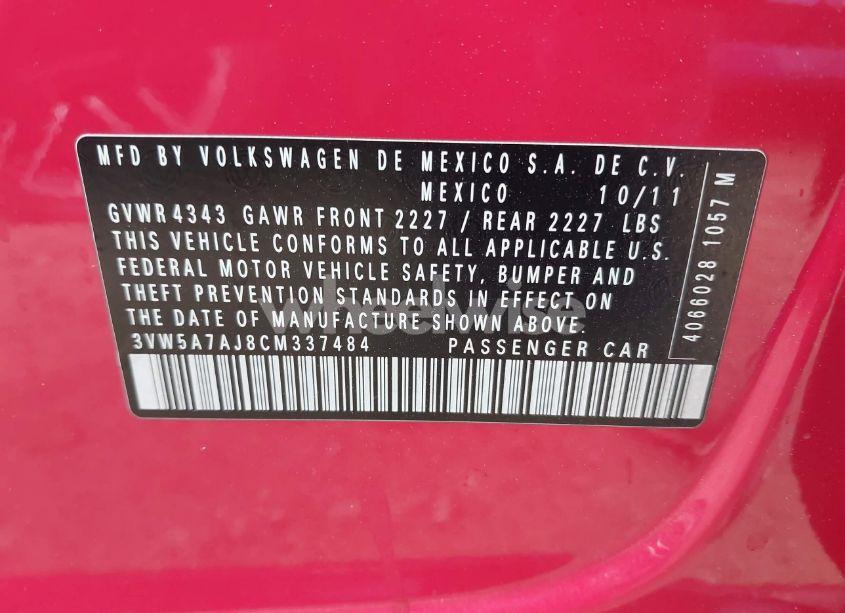 MFD BY VOLKSWAGEN DE MEXICO S.A. DE C.V.
MEXICO 10/11
GVWR 4343 GAWR FRONT 2227 / REAR 2227 LBS
THIS VEHICLE CONFORMS TO ALL APPLICABLE U.S.
FEDERAL MOTOR VEHICLE SAFETY, BUMPER AND
THEFT PREVENTION STANDARDS IN EFFECT ON
THE DATE OF MANUFACTURE SHOWN ABOVE.
3VW5A7AJ8CM337484 PASSENGER CAR
40660281057 M
wheelwise